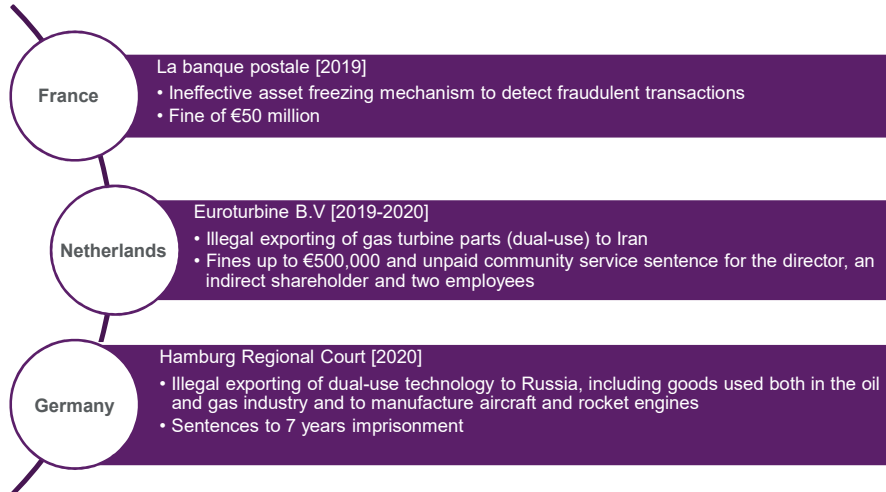 France
La banque postale [2019]
• Ineffective asset freezing mechanism to detect fraudulent transactions
• Fine of €50 million
Netherlands
Euroturbine B.V [2019-2020]
• Illegal exporting of gas turbine parts (dual-use) to Iran
• Fines up to €500,000 and unpaid community service sentence for the director, an
indirect shareholder and two employees
Germany
Hamburg Regional Court [2020]
• Illegal exporting of dual-use technology to Russia, including goods used both in the oil
and gas industry and to manufacture aircraft and rocket engines
• Sentences to 7 years imprisonment